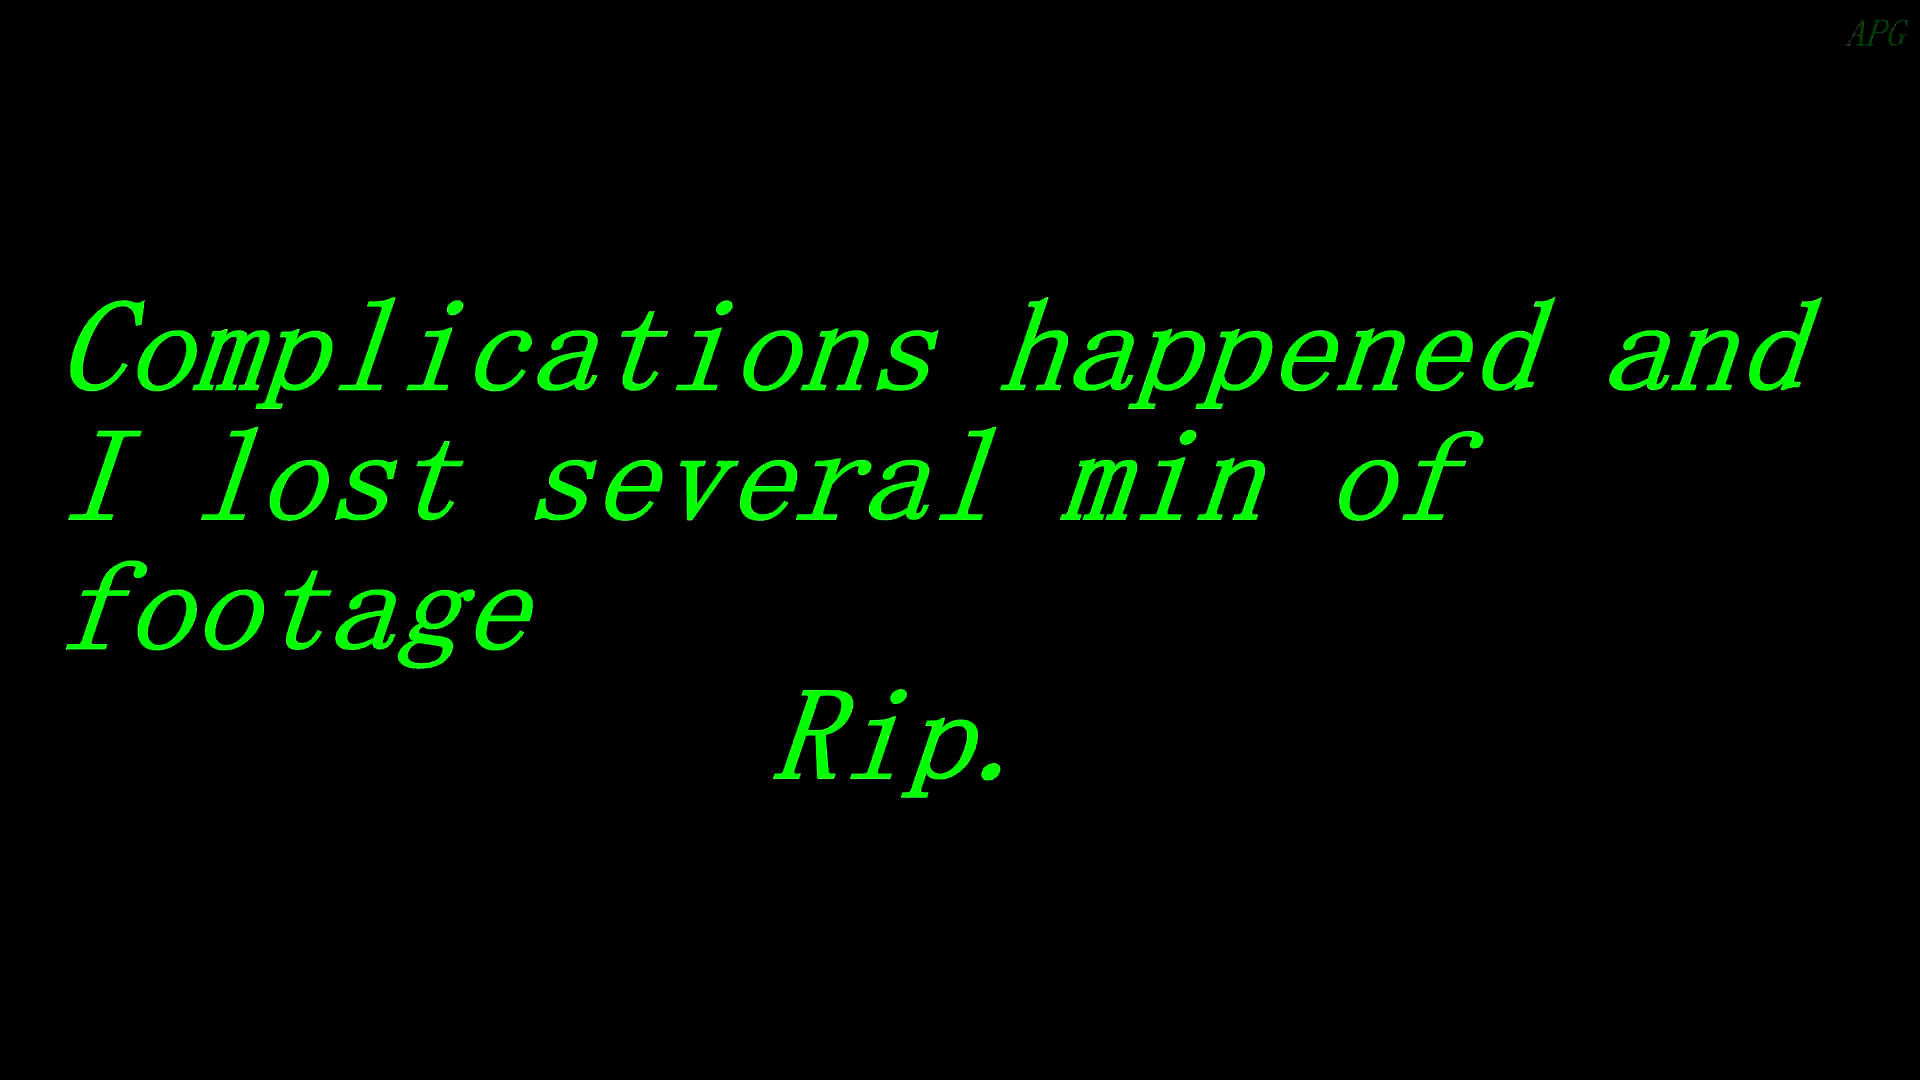 APG
Complications happened and
I lost several min of
footage
Rip.